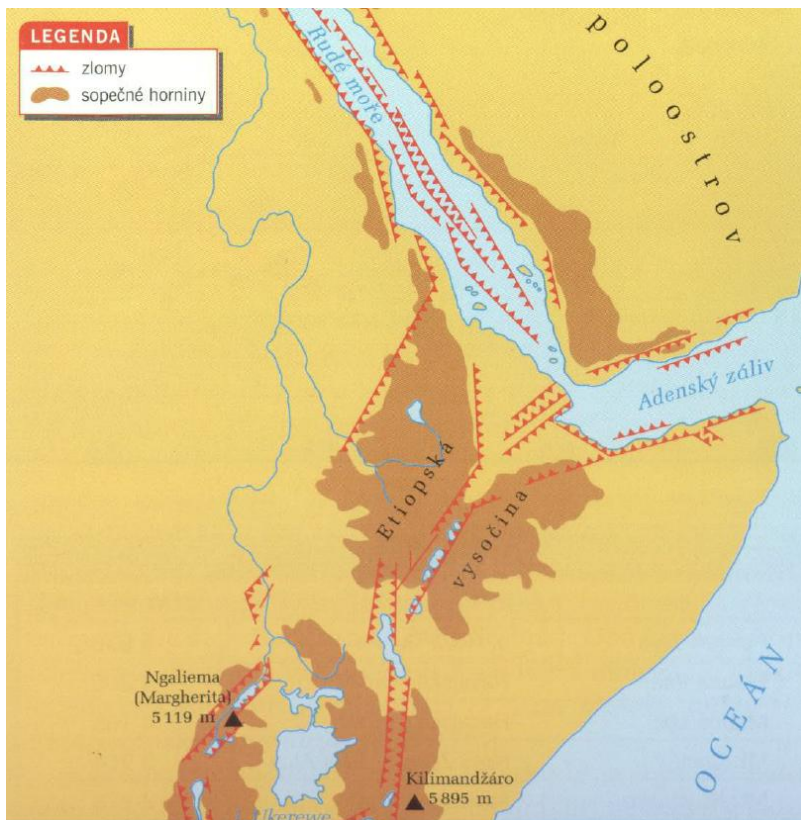 LEGENDA
zlomy
sopečné horniny
Rudé moře
poloostrov
Adenský záliv
Etiopská
vysočina
Ngaliema
(Margherita)
5 119 m
OCEÁN
Kilimandžáro
5 895 m
Ukerewe